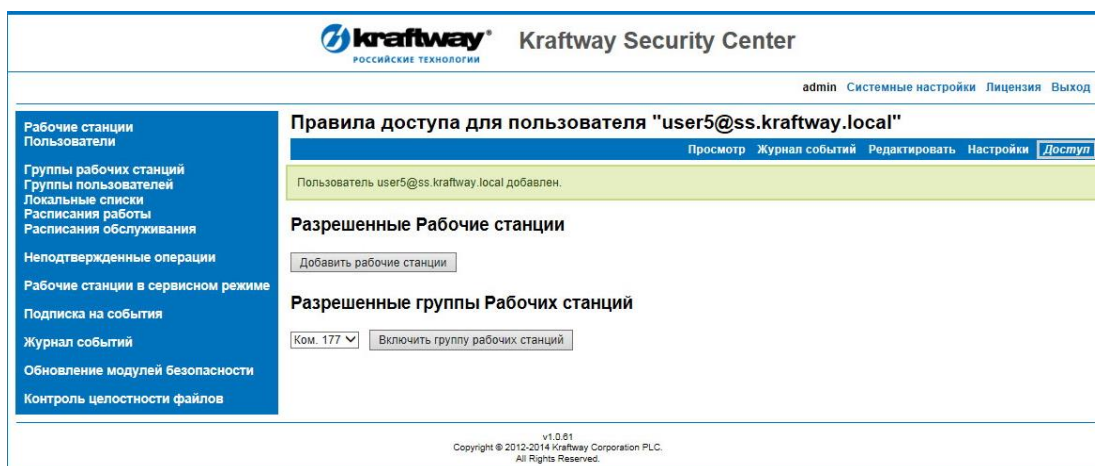 kraftway
РОССИЙСКИЕ ТЕХНОЛОГИИ
Kraftway Security Center
admin Системные настройки Лицензия Выход
Рабочие станции
Пользователи
Группы рабочих станций
Группы пользователей
Локальные списки
Расписания работы
Расписания обслуживания
Неподтвержденные операции
Рабочие станции в сервисном режиме
Подписка на события
Журнал событий
Обновление модулей безопасности
Контроль целостности файлов
Правила доступа для пользователя "user5@ss.kraftway.local"
Просмотр Журнал событий Редактировать Настройки Доступ
Пользователь user5@ss.kraftway.local добавлен.
Разрешенные Рабочие станции
Добавить рабочие станции
Разрешенные группы Рабочих станций
Ком. 177 Включить группу рабочих станций
v1.0.61
Copyright © 2012-2014 Kraftway Corporation PLC.
All Rights Reserved.